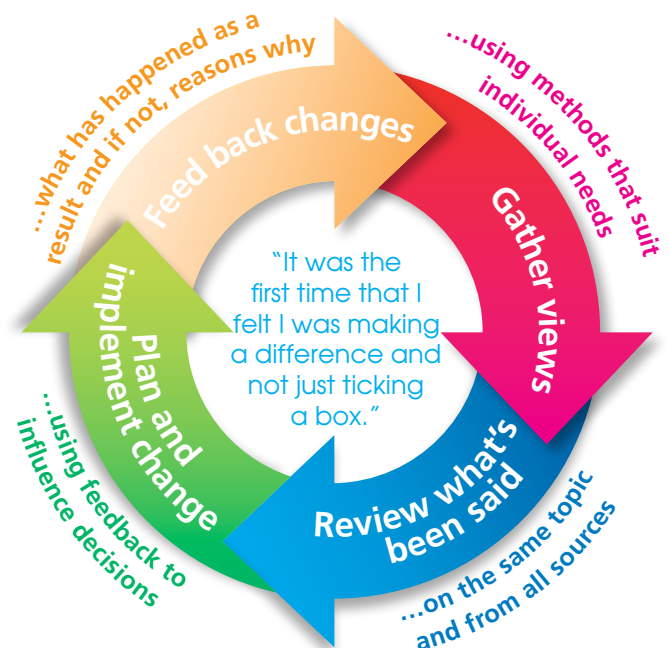 Feed back changes
...what has happened as a
result and if not, reasons why
Gather views
...using methods that suit
individual needs
Review what's
been said
...on the same topic
and from all sources
Plan and
implement change
...using feedback to
influence decisions
“It was the
first time that I
felt I was making
a difference and
not just ticking
a box.”